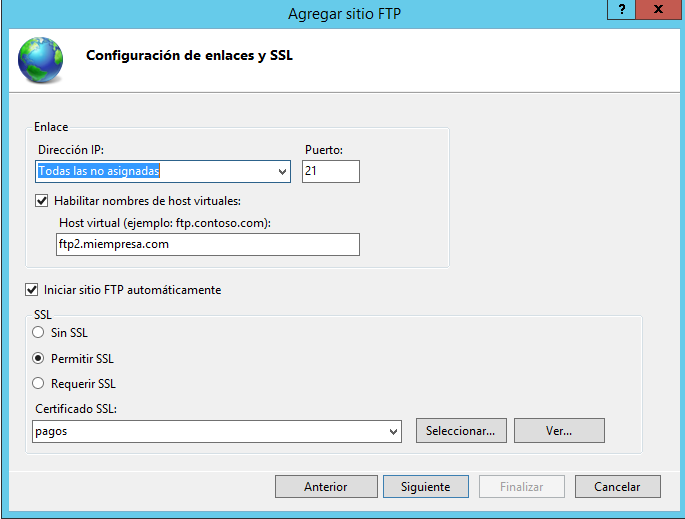 Agregar sitio FTP
? x
Configuración de enlaces y SSL
Enlace
Dirección IP: Puerto:
Todas las no asignadas 21
Habilitar nombres de host virtuales:
Host virtual (ejemplo: ftp.contoso.com):
ftp2.miempresa.com
Iniciar sitio FTP automáticamente
SSL
Sin SSL
Permitir SSL
Requerir SSL
Certificado SSL:
pagos Seleccionar... Ver...
Anterior Siguiente Finalizar Cancelar